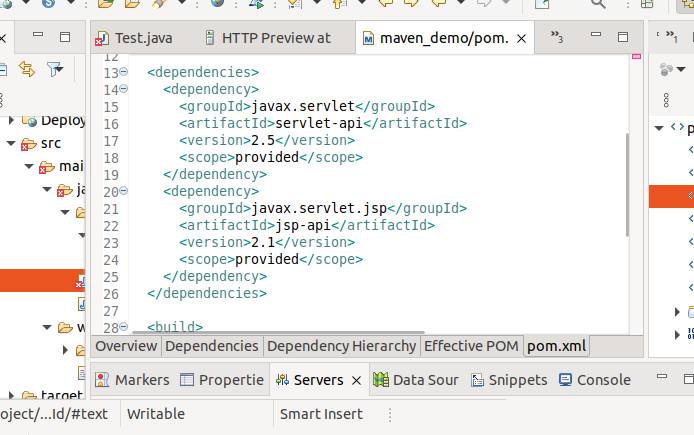 Test.java
HTTP Preview at
maven_demo/pom.
»3
»1
12
13 <dependencies>
14 <dependency>
15 <groupId>javax.servlet</groupId>
16 <artifactId>servlet-api</artifactId>
17 <version>2.5</version>
18 <scope>provided</scope>
19 </dependency>
20 <dependency>
21 <groupId>javax.servlet.jsp</groupId>
22 <artifactId>jsp-api</artifactId>
23 <version>2.1</version>
24 <scope>provided</scope>
25 </dependency>
26 </dependencies>
27
28 <build>
Deploy
src
mai
ja
w
target
p
Overview Dependencies Dependency Hierarchy Effective POM pom.xml
Markers Propertie Servers Data Sour Snippets Console
oject/...Id/#text Writable Smart Insert